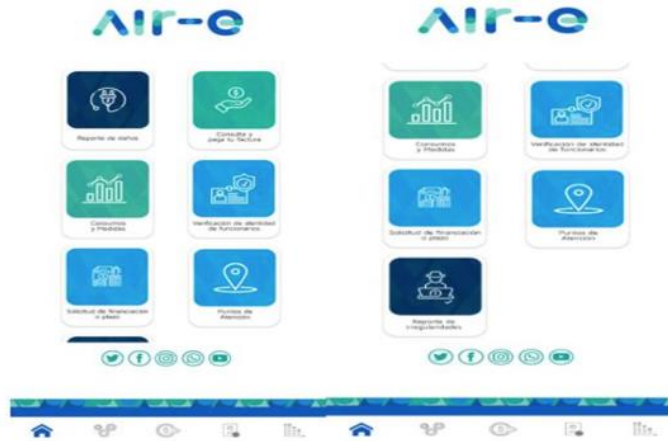 AIr-e
Reporte de daños
Consulta y
paga tu factura
Consumos
y Medidas
Verificación de identidad
de funcionarios
Solicitud de financiación
o plazo
Puntos de
Atención
AIr-e
Consumos
y Medidas
Verificación de identidad
de funcionarios
Solicitud de financiación
o plazo
Puntos de
Atención
Reporte de
irregularidades